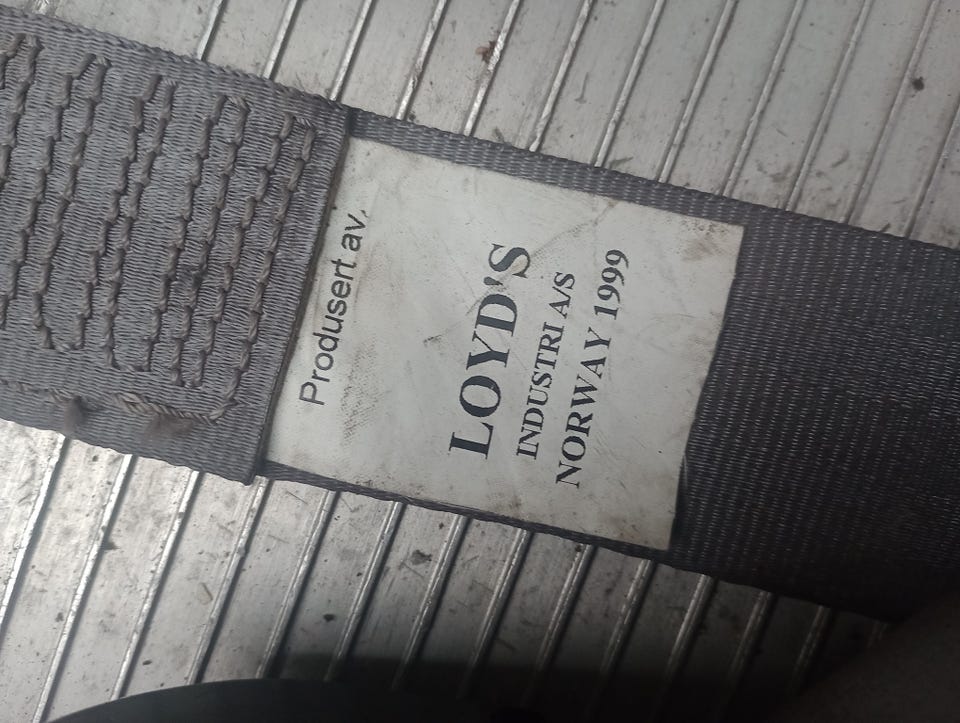 Produsert av.
LOYD'S
INDUSTRI A/S
NORWAY 1999